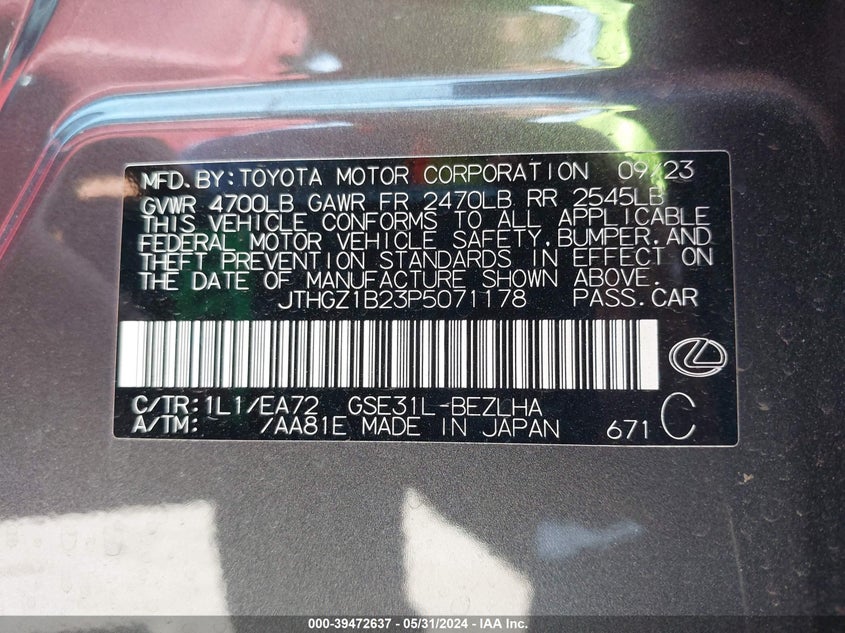 MFD.BY:TOYOTA MOTOR CORPORATION 09/23
GVWR 4700LB GAWR FR 2470LB RR 2545LB
THIS VEHICLE CONFORMS TO ALL APPLICABLE
FEDERAL MOTOR VEHICLE SAFETY,BUMPER,AND
THEFT PREVENTION STANDARDS IN EFFECT ON
THE DATE OF MANUFACTURE SHOWN ABOVE.
JTHGZ1B23P5071178 PASS.CAR
C/TR:1L1/EA72 GSE31L-BEZLHA
A/TM: /AA81E MADE IN JAPAN 671 C
000-39472637 - 05/31/2024 - IAA Inc.